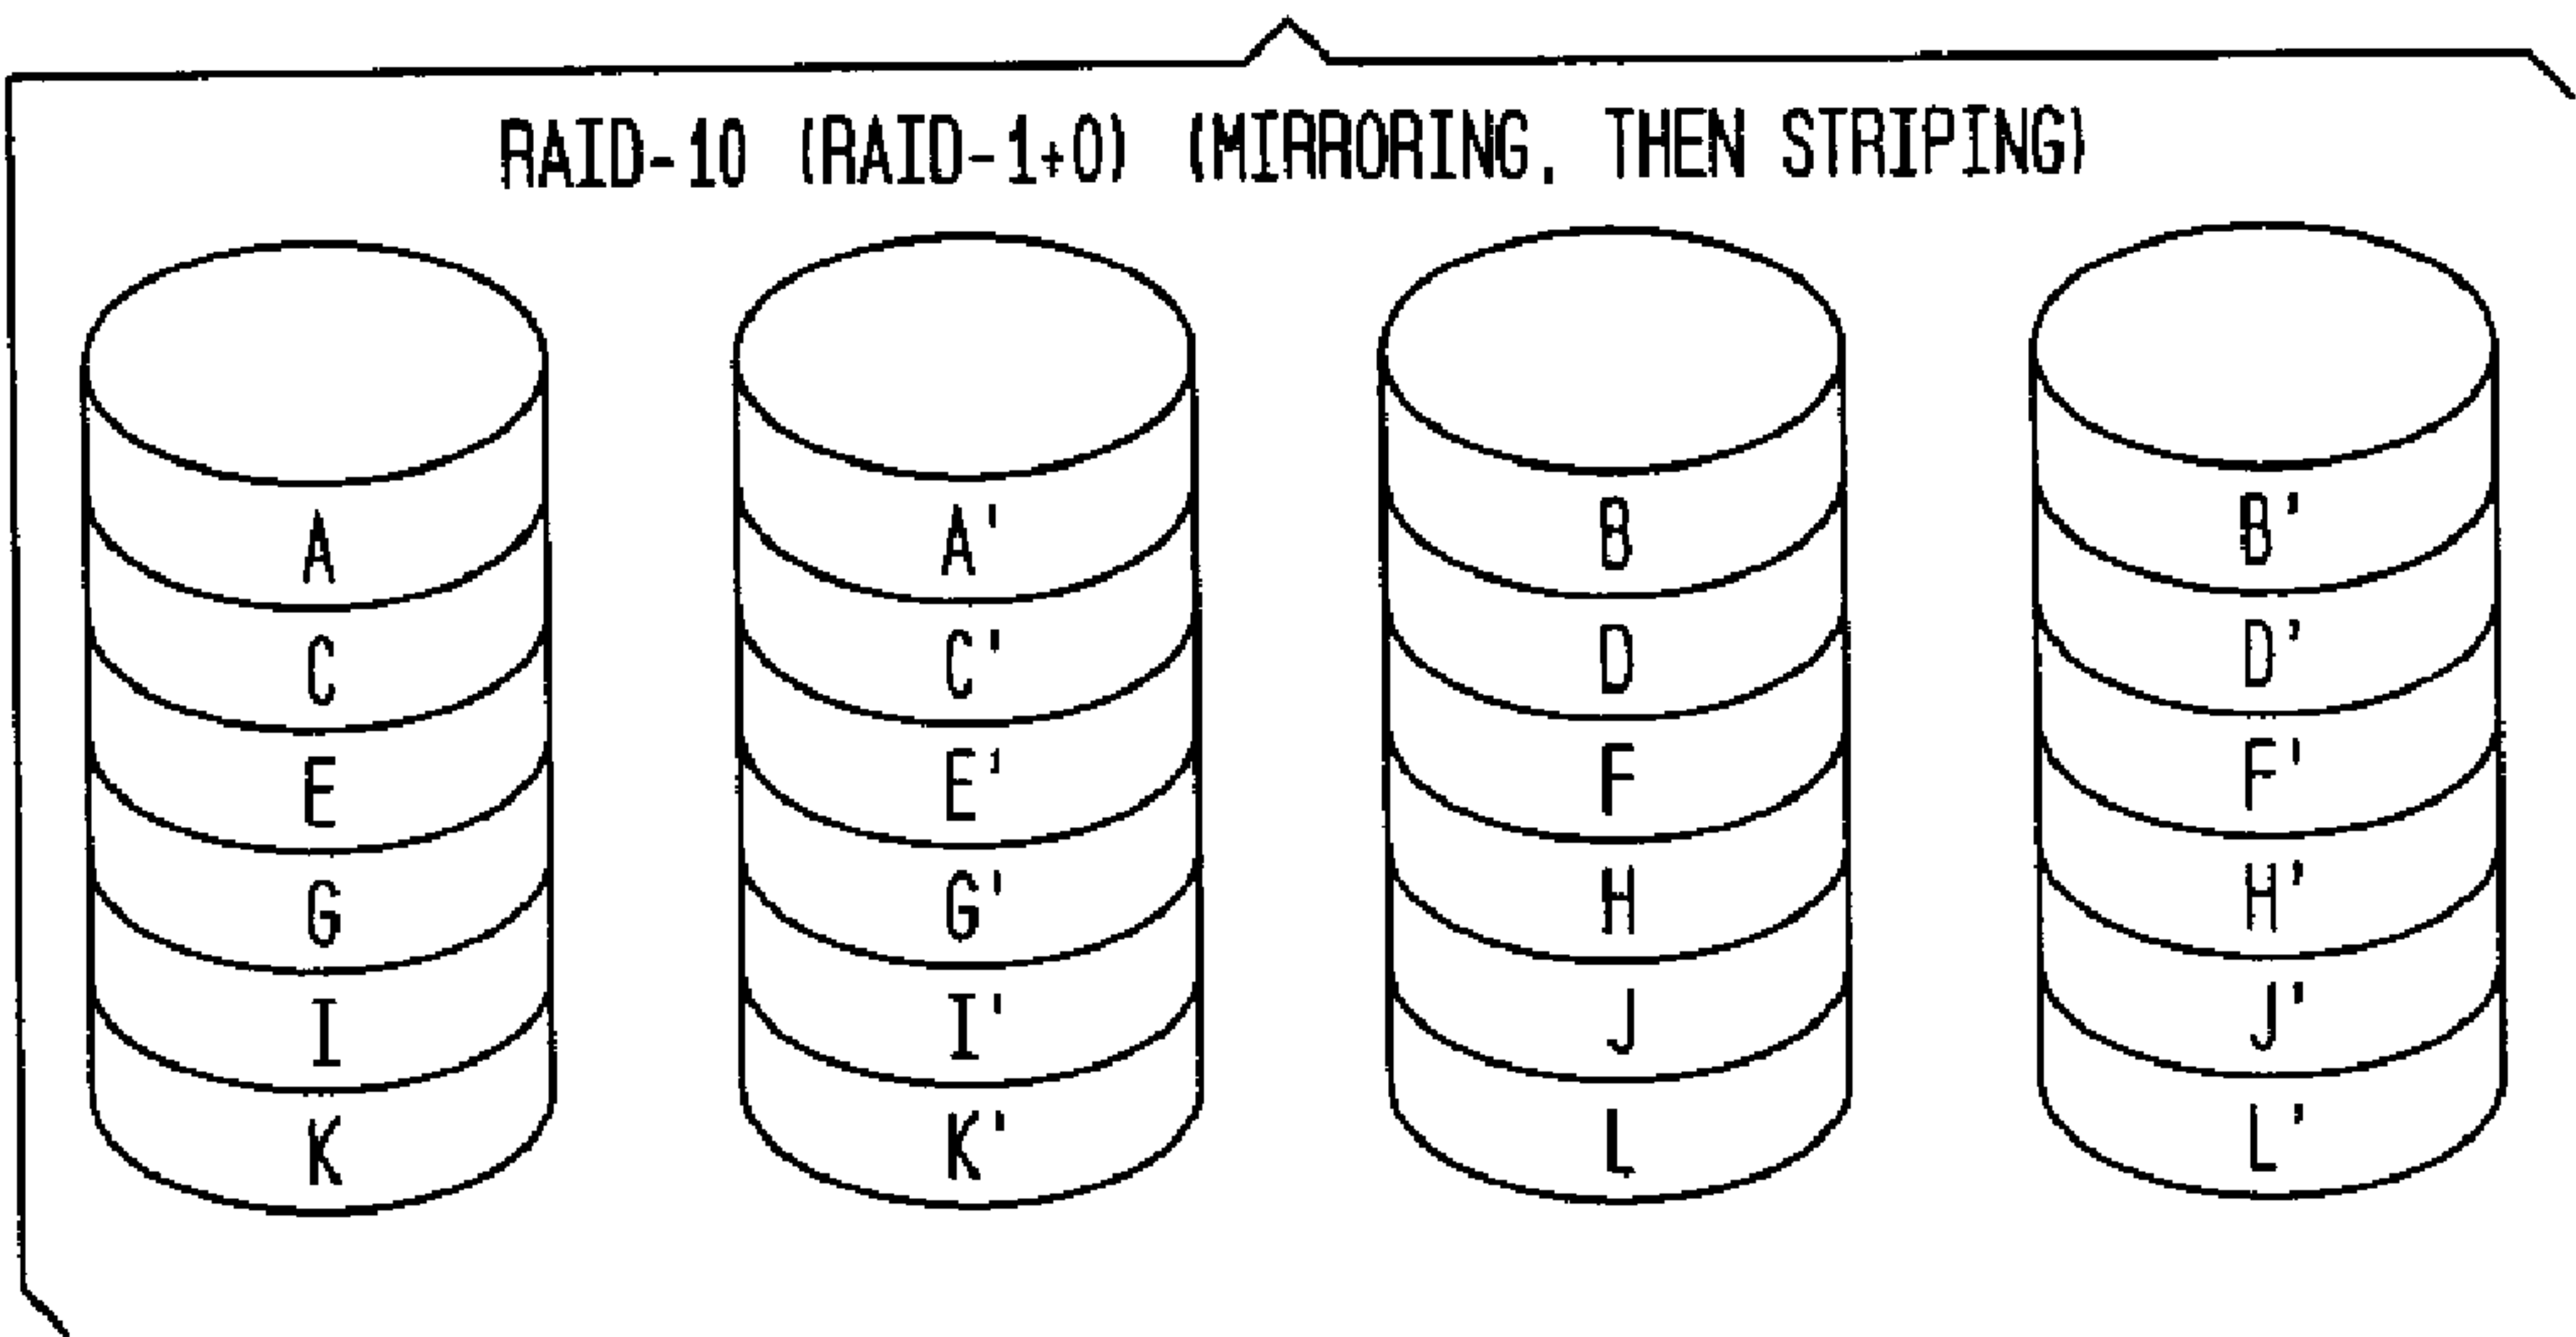 RAID-10 (RAID-1+0) (MIRRORING, THEN STRIPING)
A A' B B'
C C' D D'
E E' F F'
G G' H H'
I I' J J'
K K' L L'